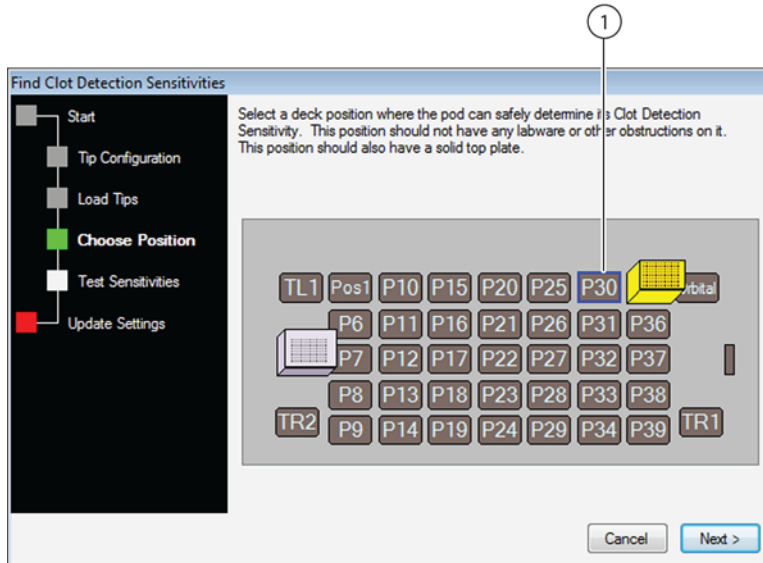 1
Find Clot Detection Sensitivities
Start
Tip Configuration
Load Tips
Choose Position
Test Sensitivities
Update Settings
Select a deck position where the pod can safely determine its Clot Detection
Sensitivity. This position should not have any labware or other obstructions on it.
This position should also have a solid top plate.
TL1 Pos1 P10 P15 P20 P25 P30 rbital
P6 P11 P16 P21 P26 P31 P36
P7 P12 P17 P22 P27 P32 P37
P8 P13 P18 P23 P28 P33 P38
TR2 P9 P14 P19 P24 P29 P34 P39 TR1
Cancel Next >